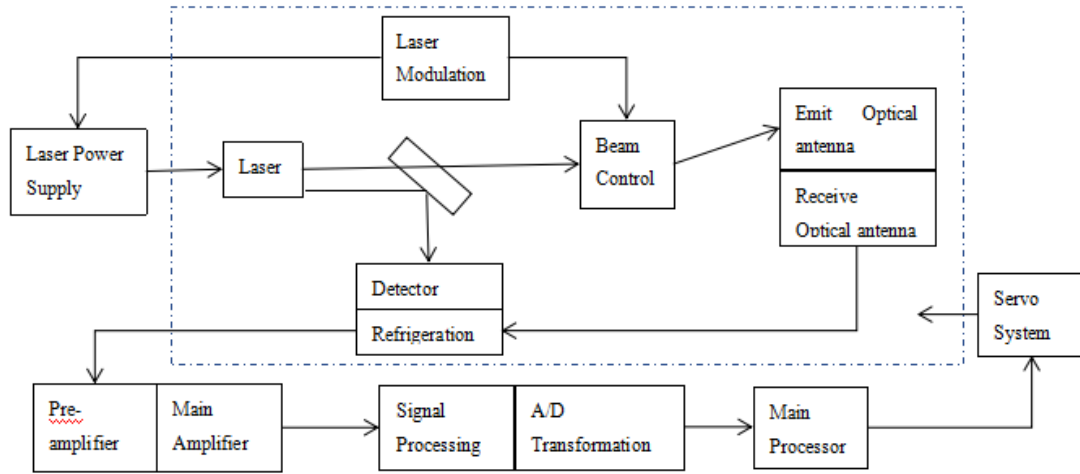 Laser
Modulation
Emit Optical
antenna
Laser Power
Supply
Laser
Beam
Control
Receive
Optical antenna
Detector
Refrigeration
Servo
System
Pre-
amplifier
Main
Amplifier
Signal
Processing
A/D
Transformation
Main
Processor